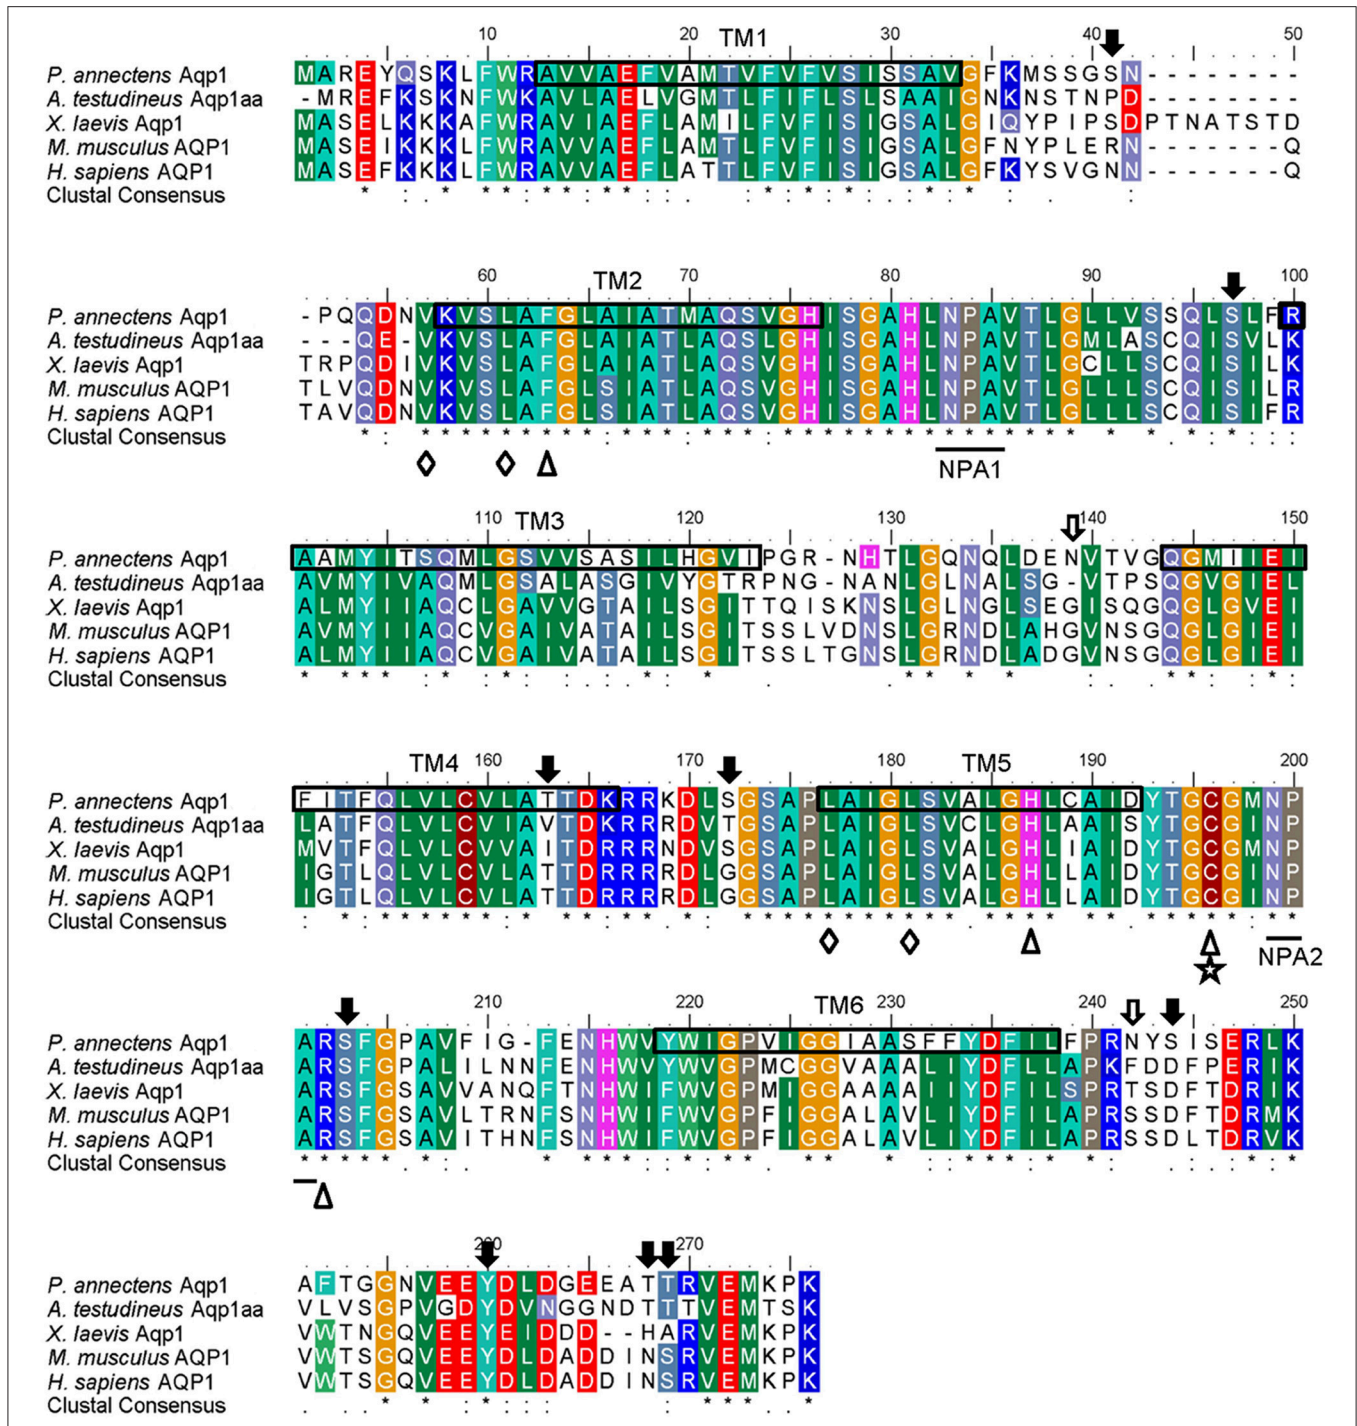 TM1
10 20 30 40 50
P. annectens Aqp1 MAREYQSKLFWRAVVAEFVAMTVFVFVSISSAVGFKMSSGSN--------
A. testudineus Aqp1aa -MREFKSKNFWKAVLAELVGMTLFIFLSLSAAIGNKNSTNPD--------
X. laevis Aqp1 MASELKKKAFWRAVIAEFLAMILFVFISIGSALGIQYPIPSDPTNATSTD
M. musculus AQP1 MASEIKKKLFWRAVVAEFLAMTLFVFISIGSALGFNYPLERN-------Q
H. sapiens AQP1 MASEFKKKLFWRAVVAEFLATTLFVFISIGSALGFKYSVGNN-------Q
Clustal Consensus
TM2
60 70 80 90 100
P. annectens Aqp1 -PQQDNVKVSLAFGLAIATMAQSVGHISGAHLNPAVTLGLLVSSQLSLFR
A. testudineus Aqp1aa ---QE-VKVSLAFGLAIATLAQSLGHISGAHLNPAVTLGMLASCQISVLK
X. laevis Aqp1 TRPQDIVKVSLAFGLAIATLAQSVGHISGAHLNPAVTLGCLLSCQISILK
M. musculus AQP1 TLVQDNVKVSLAFGLSIATLAQSVGHISGAHLNPAVTLGLLLSCQISILR
H. sapiens AQP1 TAVQDNVKVSLAFGLSIATLAQSVGHISGAHLNPAVTLGLLLSCQISIFR
Clustal Consensus
NPA1
TM3
110 120 130 140 150
P. annectens Aqp1 AAMYITSQMLGSVVSASILHGVIPGR-NHTLGQNQLDENVTVGQGMIIEI
A. testudineus Aqp1aa AVMYIVAQMLGSALASGIVYGTRPNG-NANLGLNALSG-VTPSQGVGIEL
X. laevis Aqp1 ALMYIIAQCLGAVVGTAILSGITTQISKNSLGLNGLSEGISQGQGLGVEI
M. musculus AQP1 AVMYIIAQCVGAIVATAILSGITSSLVDNSLGRNDLAHGVNSGQGLGIEI
H. sapiens AQP1 ALMYIIAQCVGAIVATAILSGITSSLTGNSLGRNDLADGVNSGQGLGIEI
Clustal Consensus
TM4 TM5
160 170 180 190 200
P. annectens Aqp1 FITFQLVLCVLATTDKRRKDLSGSAPLAIGLSVALGHLCAIDYTGCGMNP
A. testudineus Aqp1aa LATFQLVLCVIAVTDKRRRDVTGSAPLAIGLSVCLGHLAAISYTGCGINP
X. laevis Aqp1 MVTFQLVLCVVAITDRRRNDVSGSAPLAIGLSVALGHLIAIDYTGCGMNP
M. musculus AQP1 IGTLQLVLCVLATTDRRRRDLGGSAPLAIGLSVALGHLLAIDYTGCGINP
H. sapiens AQP1 IGTLQLVLCVLATTDRRRRDLGGSAPLAIGLSVALGHLLAIDYTGCGINP
Clustal Consensus
NPA2
TM6
210 220 230 240 250
P. annectens Aqp1 ARSFGPAVFIG-FENHWVYWIGPVIGGIAASFFYDFILFPRNYSISERLK
A. testudineus Aqp1aa ARSFGPALILNNFENHWVYWVGPMCGGVAAALIYDFLLAPKFDDFPERLK
X. laevis Aqp1 ARSFGSAVVANQFTNHWIFWVGPMIGGAAAAIIYDFILSPRTSDFTDRIK
M. musculus AQP1 ARSFGSAVLTRNFSNHWIFWVGPFIGGALAVLIYDFILAPRSSDFTDRMK
H. sapiens AQP1 ARSFGSAVITHNFSNHWIFWVGPFIGGALAVLIYDFILAPRSSDLTDRVK
Clustal Consensus
260 270
P. annectens Aqp1 AFTGGNVEEYDLDGEEATTRVEMKPK
A. testudineus Aqp1aa VLVSGPVGDYDVNGGNDTTTVEMTSK
X. laevis Aqp1 VWTNGQVEEYEIDDD--HARVEMKPK
M. musculus AQP1 VWTSGQVEEYDLDADDINSRVEMKPK
H. sapiens AQP1 VWTSGQVEEYDLDADDINSRVEMKPK
Clustal Consensus